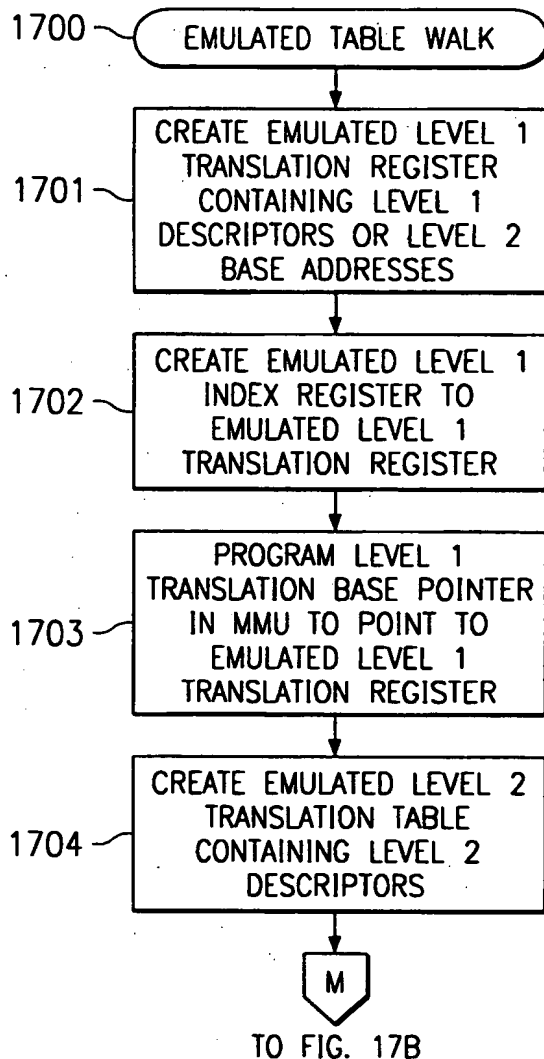 1700
EMULATED TABLE WALK
1701
CREATE EMULATED LEVEL 1
TRANSLATION REGISTER
CONTAINING LEVEL 1
DESCRIPTORS OR LEVEL 2
BASE ADDRESSES
1702
CREATE EMULATED LEVEL 1
INDEX REGISTER TO
EMULATED LEVEL 1
TRANSLATION REGISTER
1703
PROGRAM LEVEL 1
TRANSLATION BASE POINTER
IN MMU TO POINT TO
EMULATED LEVEL 1
TRANSLATION REGISTER
1704
CREATE EMULATED LEVEL 2
TRANSLATION TABLE
CONTAINING LEVEL 2
DESCRIPTORS
M
TO FIG. 17B